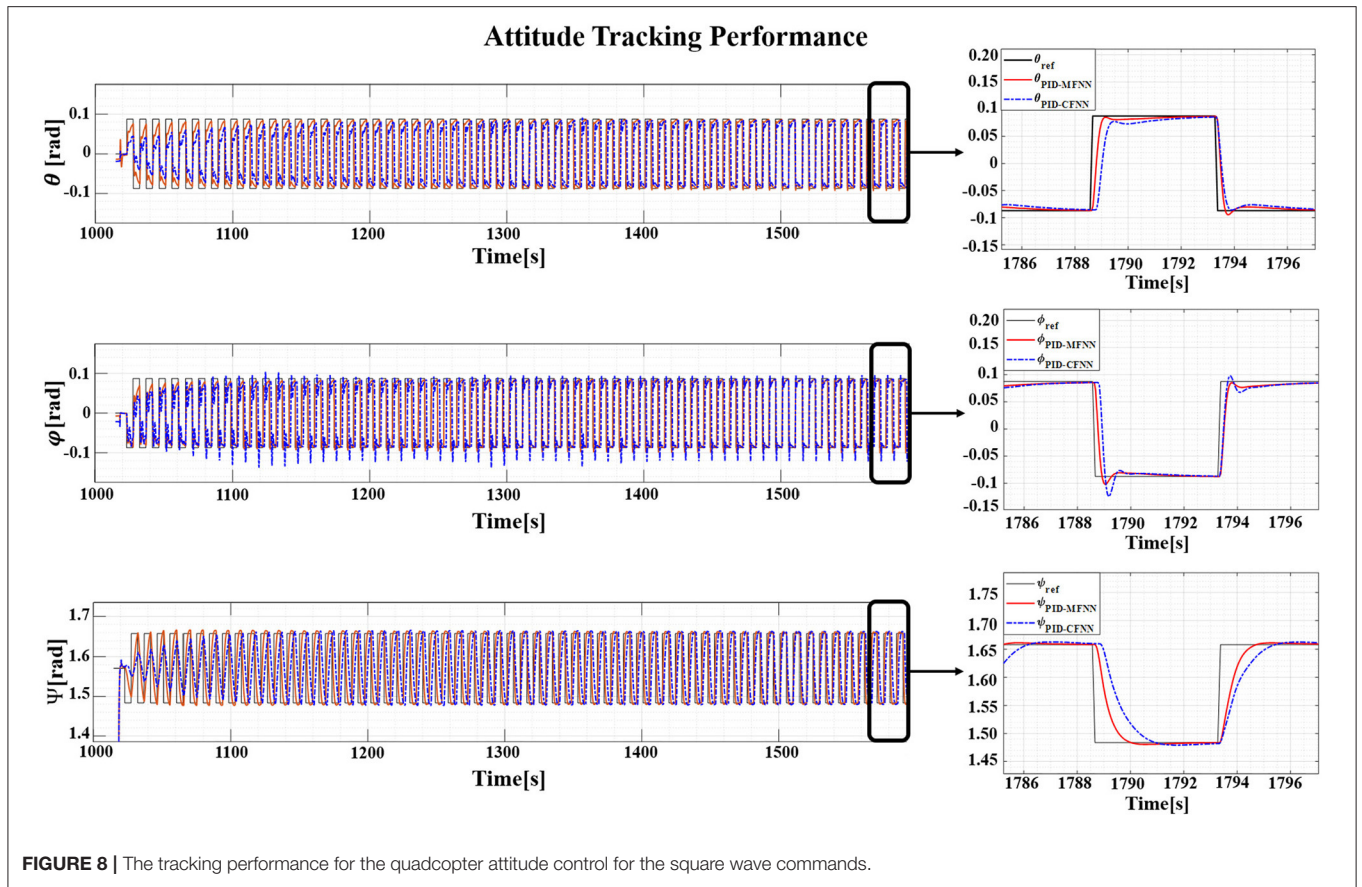 Attitude Tracking Performance
θ [rad]
0.1
0
-0.1
1000 1100 1200 1300 1400 1500
Time[s]
0.20
0.15
0.10
0.05
0
-0.05
-0.1
-0.15
θref
θPID-MFNN
θPID-CFNN
1786 1788 1790 1792 1794 1796
Time[s]
φ [rad]
0.1
0
-0.1
1000 1100 1200 1300 1400 1500
Time[s]
0.20
0.15
0.1
0.05
0
-0.05
-0.1
-0.15
ϕref
ϕPID-MFNN
ϕPID-CFNN
1786 1788 1790 1792 1794 1796
Time[s]
Ψ[rad]
1.7
1.6
1.5
1.4
1000 1100 1200 1300 1400 1500
Time[s]
1.75
1.70
1.65
1.60
1.55
1.50
1.45
ψref
ψPID-MFNN
ψPID-CFNN
1786 1788 1790 1792 1794 1796
Time[s]
FIGURE 8 | The tracking performance for the quadcopter attitude control for the square wave commands.